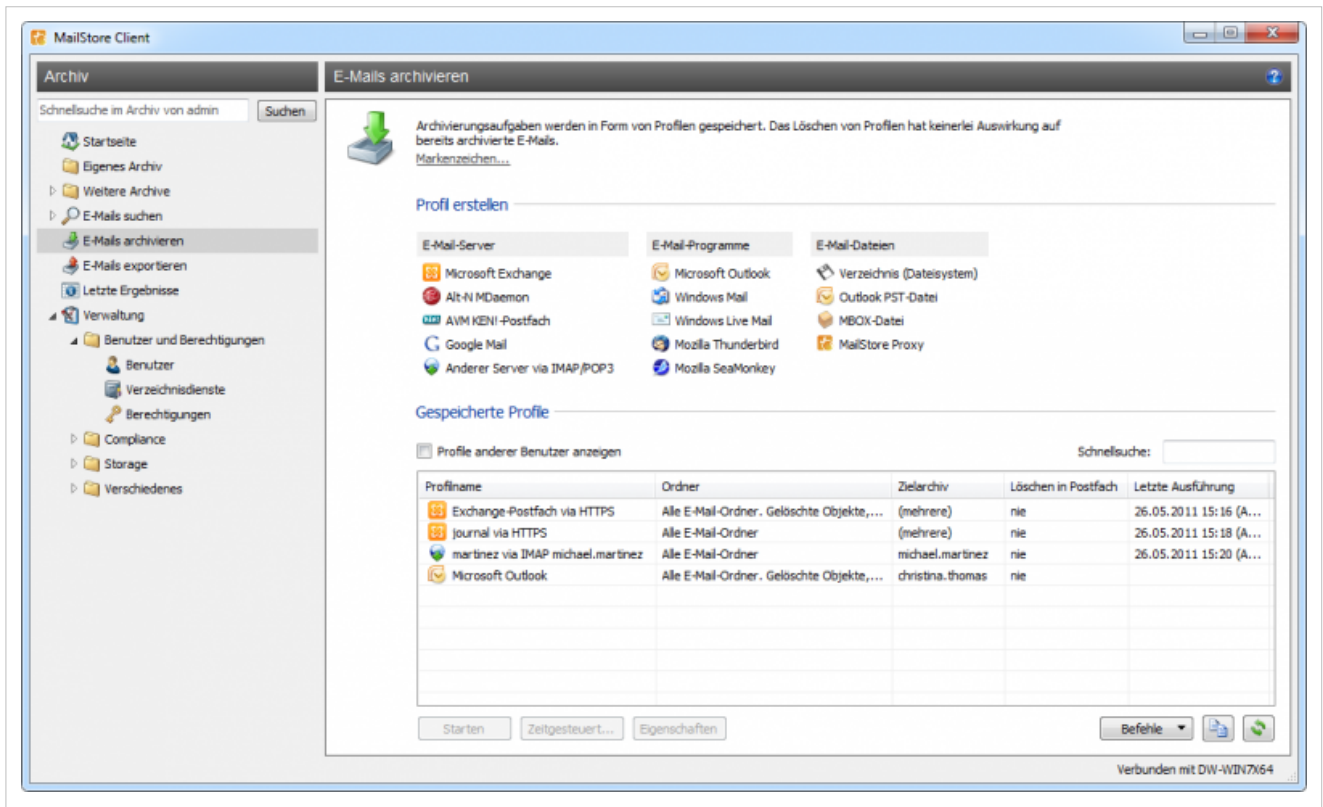 MailStore Client
Archiv
Schnellsuche im Archiv von admin
Suchen
Startseite
Eigenes Archiv
Weitere Archive
E-Mails suchen
E-Mails archivieren
E-Mails exportieren
Letzte Ergebnisse
Verwaltung
Benutzer und Berechtigungen
Benutzer
Verzeichnisdienste
Berechtigungen
Compliance
Storage
Verschiedenes
E-Mails archivieren
Archivierungsaufgaben werden in Form von Profilen gespeichert. Das Löschen von Profilen hat keinerlei Auswirkung auf
bereits archivierte E-Mails.
Markenzeichen...
Profil erstellen
E-Mail-Server
Microsoft Exchange
Alt-N MDaemon
AVM KEN!-Postfach
Google Mail
Anderer Server via IMAP/POP3
E-Mail-Programme
Microsoft Outlook
Windows Mail
Windows Live Mail
Mozilla Thunderbird
Mozilla SeaMonkey
E-Mail-Dateien
Verzeichnis (Dateisystem)
Outlook PST-Datei
MBOX-Datei
MailStore Proxy
Gespeicherte Profile
Profile anderer Benutzer anzeigen
Schnellsuche:
Profilname Ordner Zielarchiv Löschen in Postfach Letzte Ausführung
Exchange-Postfach via HTTPS Alle E-Mail-Ordner. Gelöschte Objekte,... (mehrere) nie 26.05.2011 15:16 (A...
journal via HTTPS Alle E-Mail-Ordner (mehrere) nie 26.05.2011 15:18 (A...
martinez via IMAP michael.martinez Alle E-Mail-Ordner michael.martinez nie 26.05.2011 15:20 (A...
Microsoft Outlook Alle E-Mail-Ordner. Gelöschte Objekte,... christina.thomas nie
Starten Zeitgesteuert... Eigenschaften Befehle
Verbunden mit DW-WIN7X64